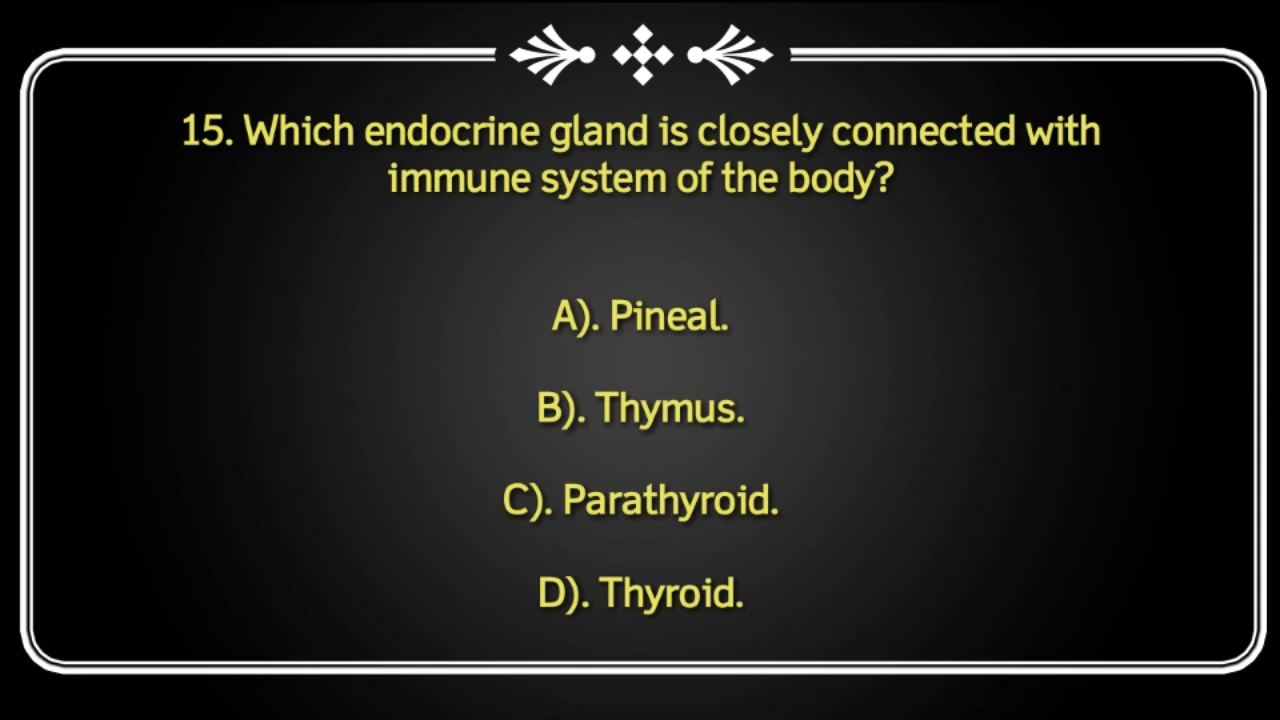 15. Which endocrine gland is closely connected with
immune system of the body?
A). Pineal.
B). Thymus.
C). Parathyroid.
D). Thyroid.